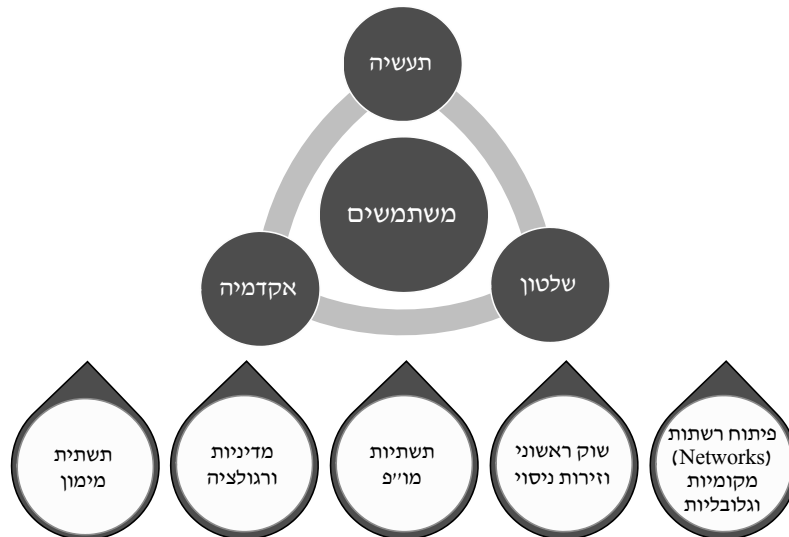 תעשיה
משתמשים
שלטון
אקדמיה
פיתוח רשתות
(Networks)
מקומיות
וגלובליות
שוק ראשוני
וזירות ניסוי
תשתיות
מו״פ
מדיניות
ורגולציה
תשתית
מימון